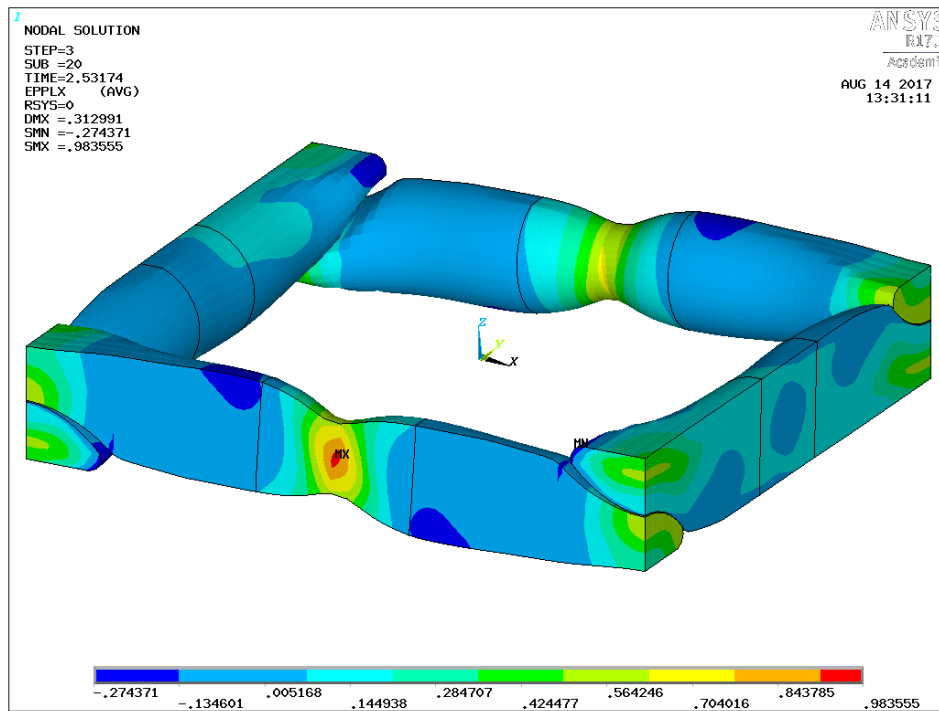 1
NODAL SOLUTION
STEP=3
SUB =20
TIME=2.53174
EPPLX (AVG)
RSYS=0
DMX =.312991
SMN =-.274371
SMX =.983555
AUG 14 2017
13:31:11
Z
Y
X
MX
MN
-.274371 .005168 .284707 .564246 .843785
-.134601 .144938 .424477 .704016 .983555